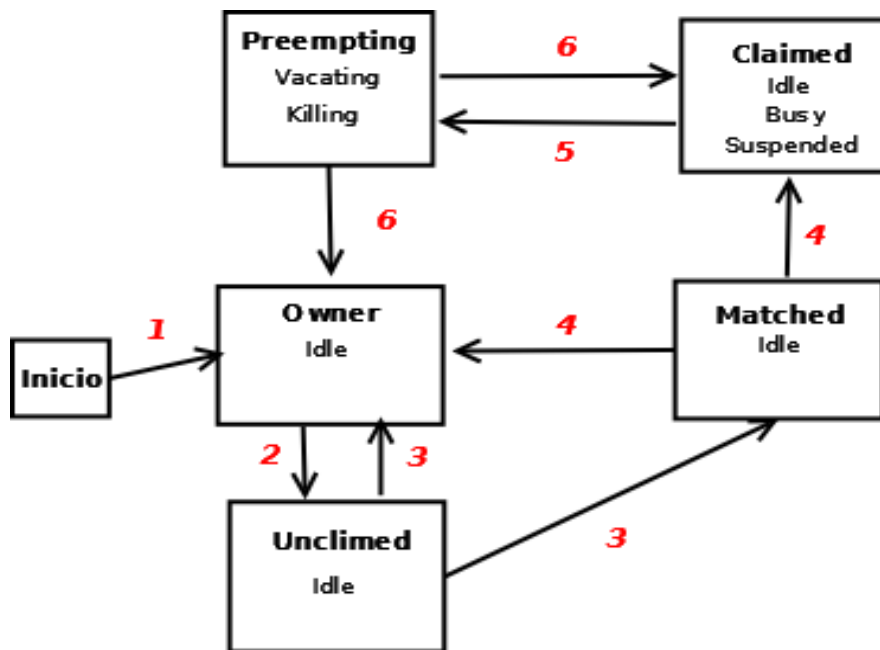 Preempting
Vacating
Killing
6
Claimed
Idle
Busy
Suspended
5
6
4
1
Owner
Idle
4
Matched
Idle
Inicio
2
3
3
Unclimed
Idle